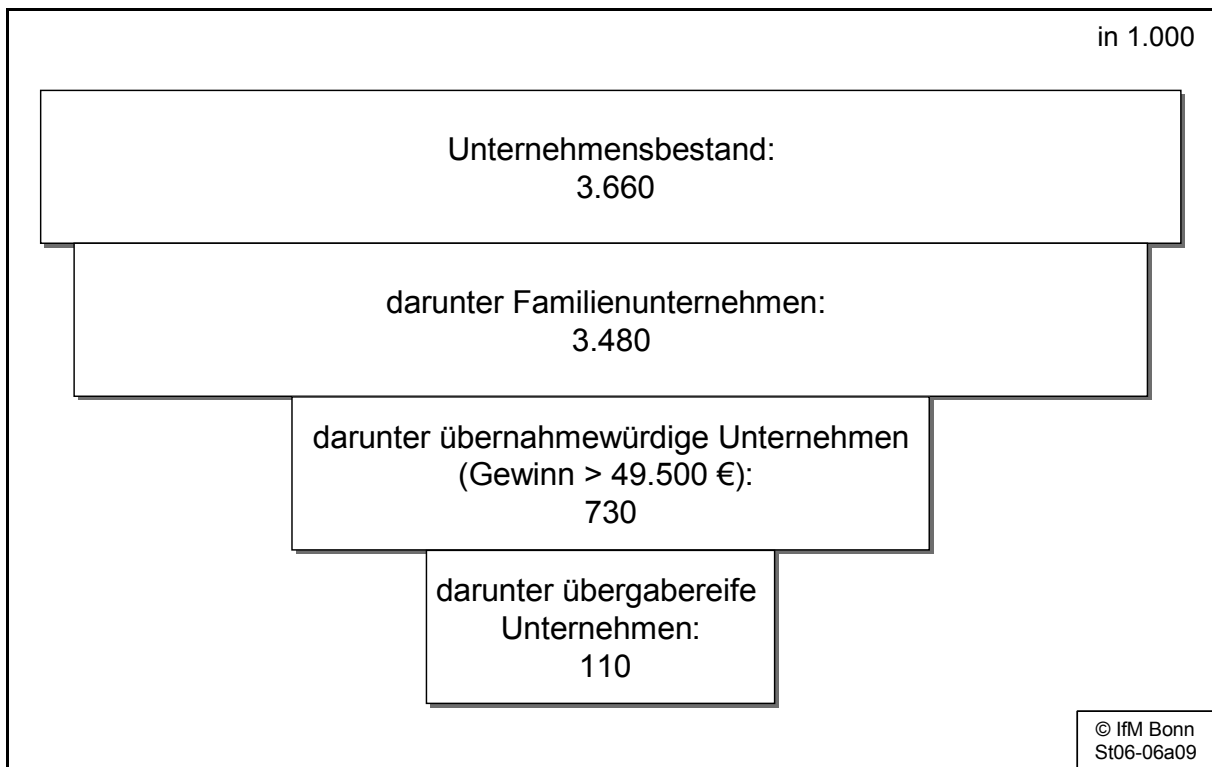 in 1.000
Unternehmensbestand:
3.660
darunter Familienunternehmen:
3.480
darunter übernahmewürdige Unternehmen
(Gewinn > 49.500 €):
730
darunter übergabereife
Unternehmen:
110
© IfM Bonn
St06-06a09